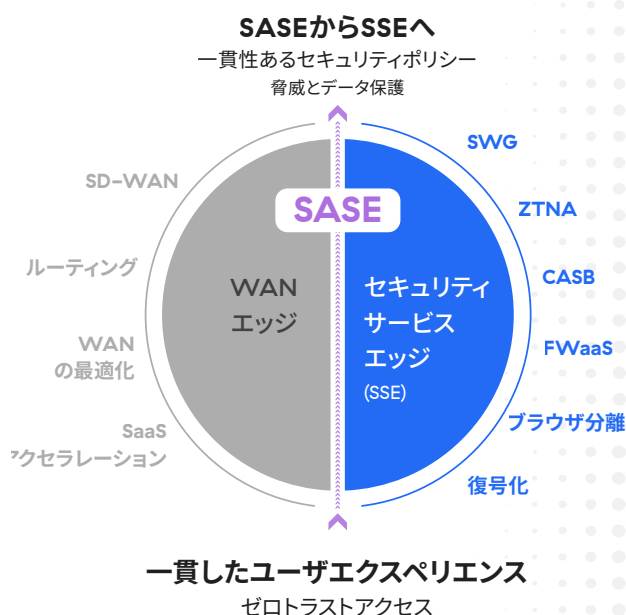 SASEからSSEへ
一貫性あるセキュリティポリシー
脅威とデータ保護
SD-WAN
ルーティング
WAN
の最適化
SaaS
アクセラレーション
SASE
WAN
エッジ
セキュリティ
サービス
エッジ
(SSE)
SWG
ZTNA
CASB
FWaaS
ブラウザ分離
復号化
一貫したユーザエクスペリエンス
ゼロトラストアクセス